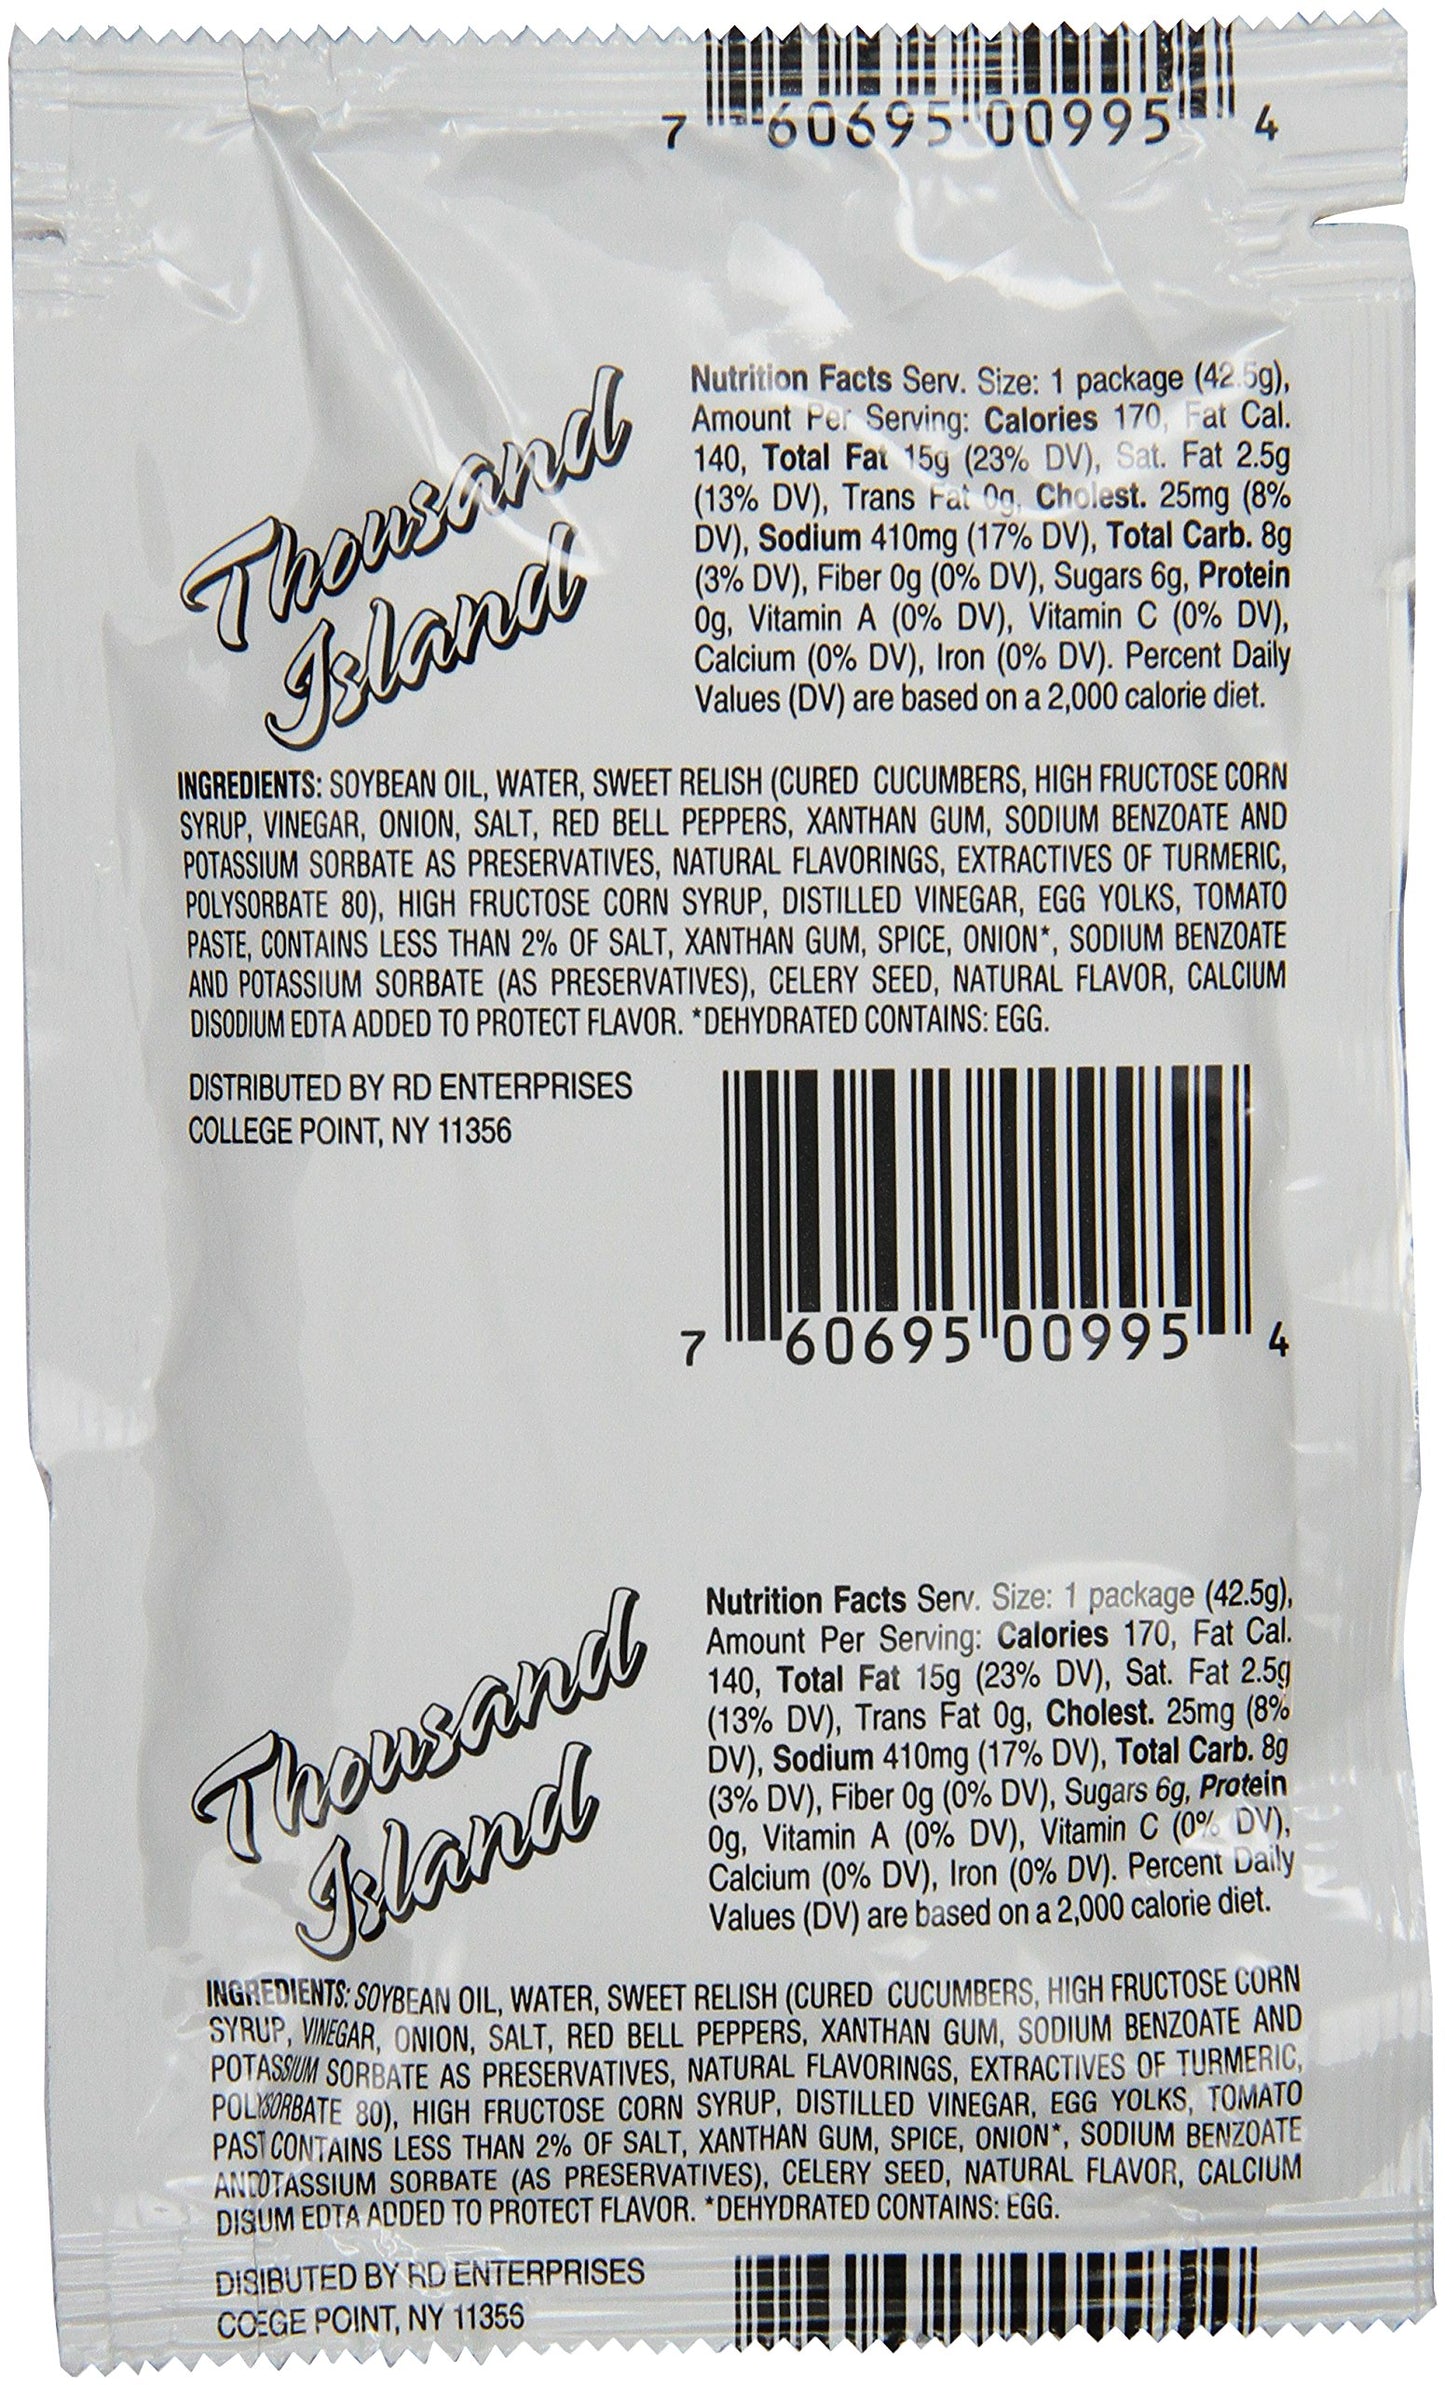 7 60695 00995 4
Thousand
Island
Nutrition Facts Serv. Size: 1 package (42.5g),
Amount Per Serving: Calories 170, Fat Cal.
140, Total Fat 15g (23% DV), Sat. Fat 2.5g
(13% DV), Trans Fat 0g, Cholest. 25mg (8%
DV), Sodium 410mg (17% DV), Total Carb. 8g
(3% DV), Fiber 0g (0% DV), Sugars 6g, Protein
0g, Vitamin A (0% DV), Vitamin C (0% DV),
Calcium (0% DV), Iron (0% DV). Percent Daily
Values (DV) are based on a 2,000 calorie diet.
INGREDIENTS: SOYBEAN OIL, WATER, SWEET RELISH (CURED CUCUMBERS, HIGH FRUCTOSE CORN
SYRUP, VINEGAR, ONION, SALT, RED BELL PEPPERS, XANTHAN GUM, SODIUM BENZOATE AND
POTASSIUM SORBATE AS PRESERVATIVES, NATURAL FLAVORINGS, EXTRACTIVES OF TURMERIC,
POLYSORBATE 80), HIGH FRUCTOSE CORN SYRUP, DISTILLED VINEGAR, EGG YOLKS, TOMATO
PASTE, CONTAINS LESS THAN 2% OF SALT, XANTHAN GUM, SPICE, ONION*, SODIUM BENZOATE
AND POTASSIUM SORBATE (AS PRESERVATIVES), CELERY SEED, NATURAL FLAVOR, CALCIUM
DISODIUM EDTA ADDED TO PROTECT FLAVOR. *DEHYDRATED CONTAINS: EGG.
DISTRIBUTED BY RD ENTERPRISES
COLLEGE POINT, NY 11356
7 60695 00995 4
Thousand
Island
Nutrition Facts Serv. Size: 1 package (42.5g),
Amount Per Serving: Calories 170, Fat Cal.
140, Total Fat 15g (23% DV), Sat. Fat 2.5g
(13% DV), Trans Fat 0g, Cholest. 25mg (8%
DV), Sodium 410mg (17% DV), Total Carb. 8g
(3% DV), Fiber 0g (0% DV), Sugars 6g, Protein
0g, Vitamin A (0% DV), Vitamin C (0% DV),
Calcium (0% DV), Iron (0% DV). Percent Daily
Values (DV) are based on a 2,000 calorie diet.
INGREDIENTS: SOYBEAN OIL, WATER, SWEET RELISH (CURED CUCUMBERS, HIGH FRUCTOSE CORN
SYRUP, VINEGAR, ONION, SALT, RED BELL PEPPERS, XANTHAN GUM, SODIUM BENZOATE AND
POTASSIUM SORBATE AS PRESERVATIVES, NATURAL FLAVORINGS, EXTRACTIVES OF TURMERIC,
POLYSORBATE 80), HIGH FRUCTOSE CORN SYRUP, DISTILLED VINEGAR, EGG YOLKS, TOMATO
PAST CONTAINS LESS THAN 2% OF SALT, XANTHAN GUM, SPICE, ONION*, SODIUM BENZOATE
SORBATE (AS PRESERVATIVES), CELERY SEED, NATURAL FLAVOR, CALCIUM
EDTA ADDED TO PROTECT FLAVOR. *DEHYDRATED CONTAINS: EGG.
BY RD ENTERPRISES
POINT, NY 11356